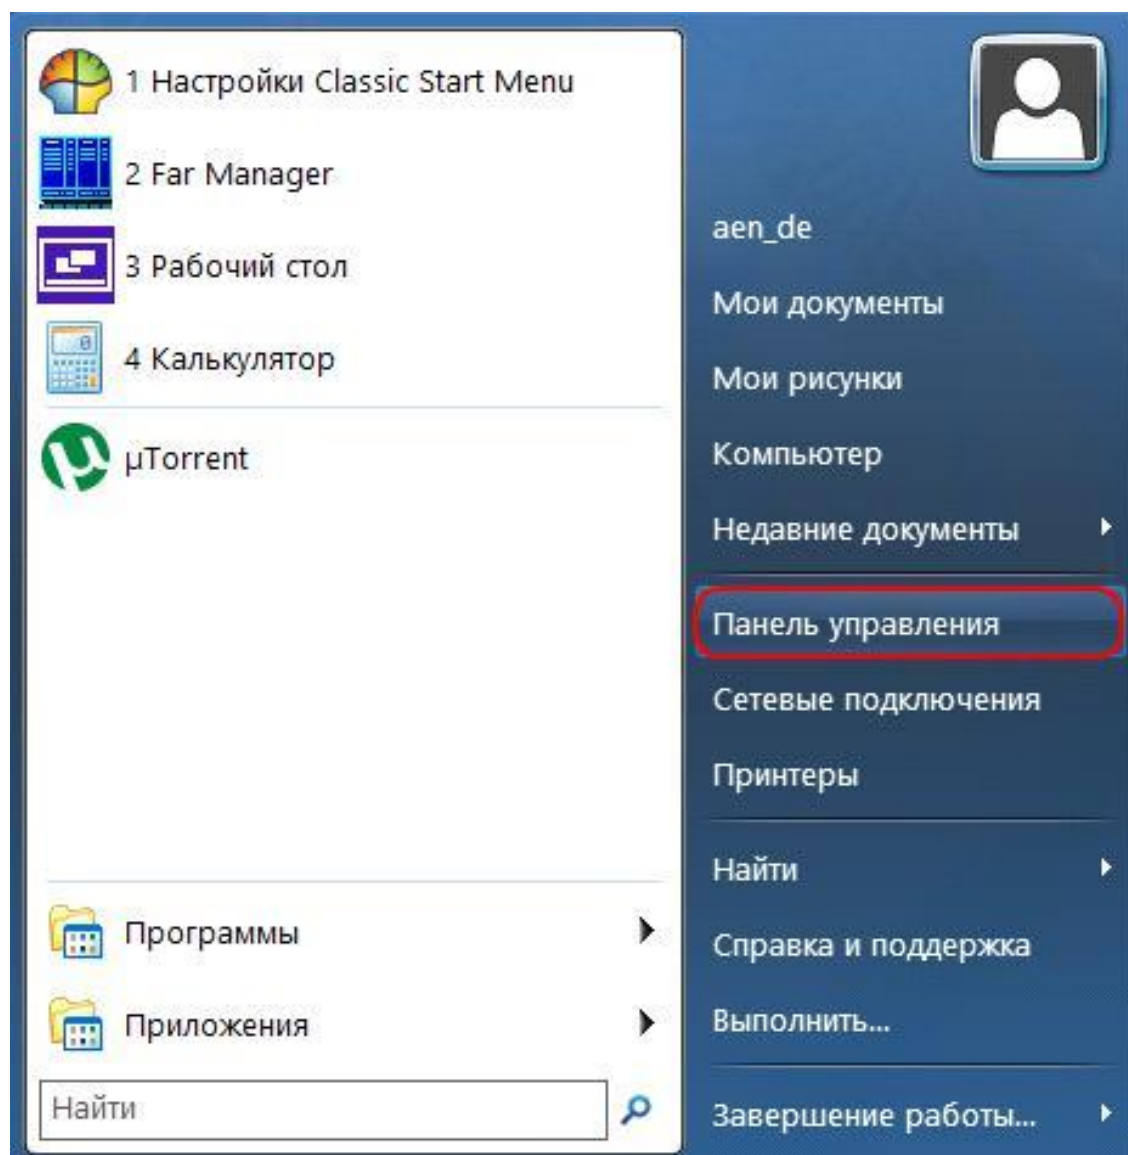 1 Настройки Classic Start Menu
2 Far Manager
3 Рабочий стол
4 Калькулятор
µTorrent
Программы
Приложения
Найти
aen_de
Мои документы
Мои рисунки
Компьютер
Недавние документы
Панель управления
Сетевые подключения
Принтеры
Найти
Справка и поддержка
Выполнить...
Завершение работы...